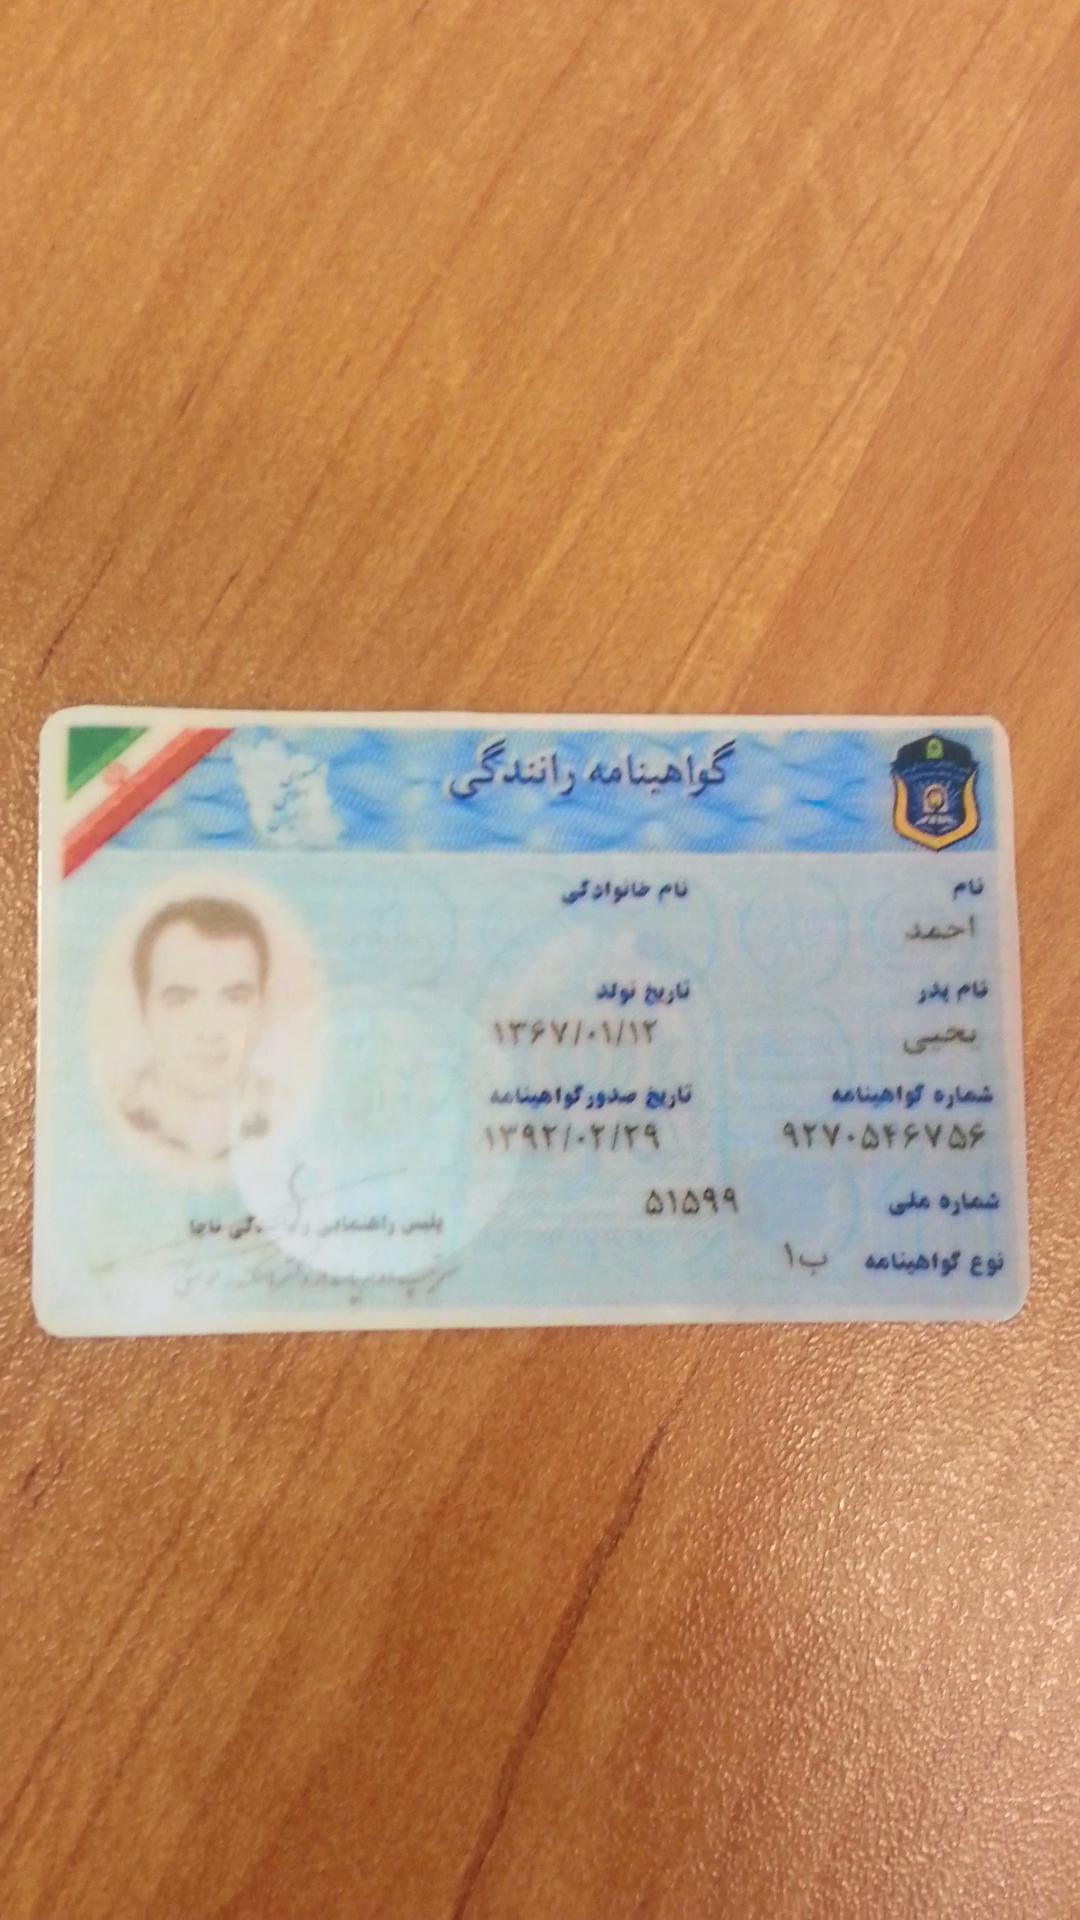 گواهینامه رانندگی
نام
نام خانوادگی
احمد
نام پدر
تاریخ تولد
یحیی
۱۳۶۷/۰۱/۱۲
شماره گواهینامه
تاریخ صدور گواهینامه
۹۲۷۰۵۴۶۷۵۶
۱۳۹۲/۰۲/۲۹
شماره ملی
۵۱۵۹۹
نوع گواهینامه
ب۱
پلیس راهنمایی و رانندگی ناجا